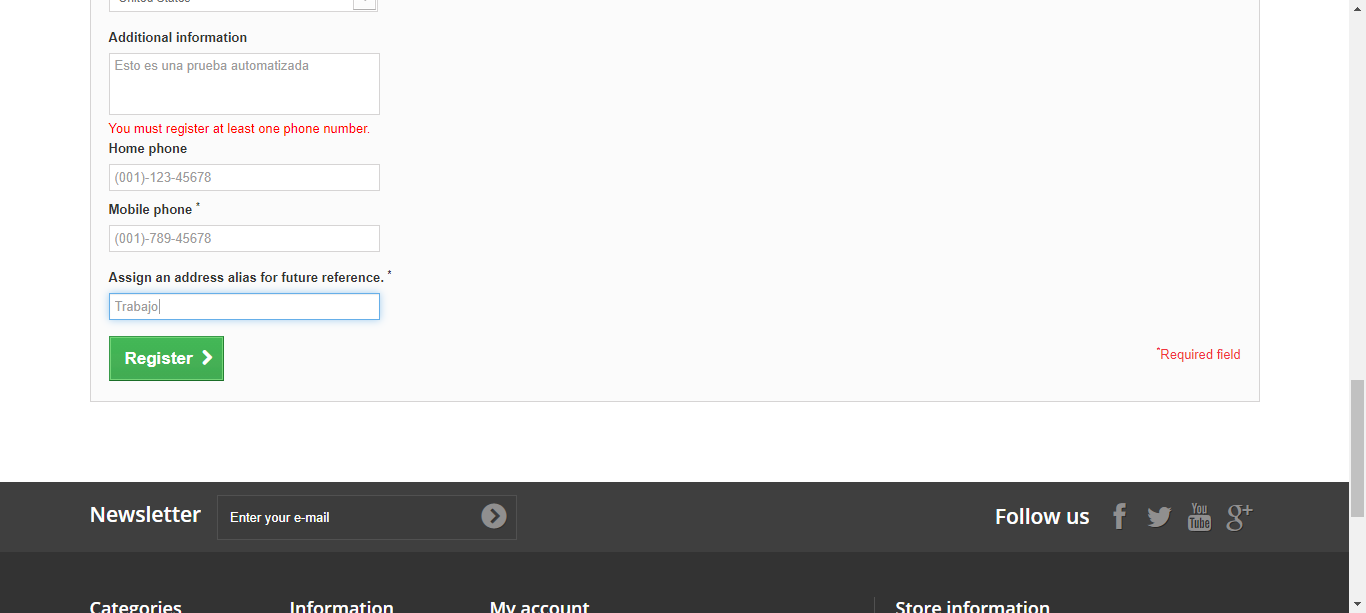 United States
Additional information
Esto es una prueba automatizada
You must register at least one phone number.
Home phone
(001)-123-45678
Mobile phone *
(001)-789-45678
Assign an address alias for future reference. *
Trabajo
Register
*Required field
Newsletter
Enter your e-mail
Follow us
You
Tube
g+
Categories
Information
My account
Store information